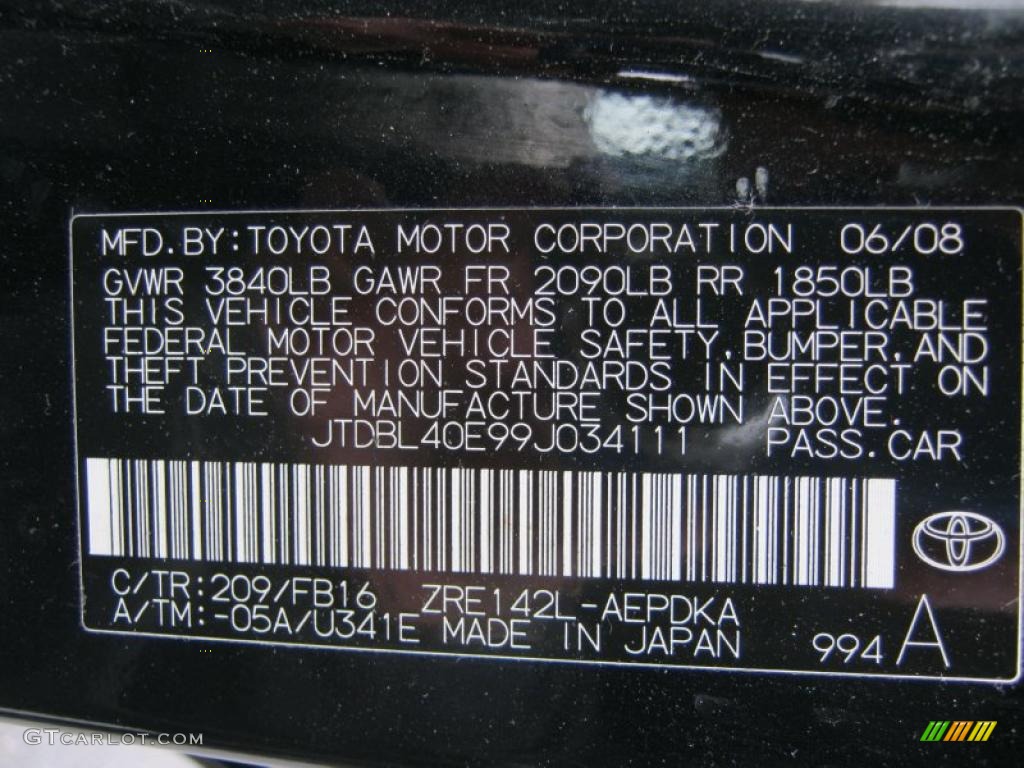 MFD.BY:TOYOTA MOTOR CORPORATION 06/08
GVWR 3840LB GAWR FR 2090LB RR 1850LB
THIS VEHICLE CONFORMS TO ALL APPLICABLE
FEDERAL MOTOR VEHICLE SAFETY,BUMPER,AND
THEFT PREVENTION STANDARDS IN EFFECT ON
THE DATE OF MANUFACTURE SHOWN ABOVE.
JTDBL40E99J034111 PASS.CAR
C/TR:209/FB16 ZRE142L-AEPDKA
A/TM:-05A/U341E MADE IN JAPAN 994 A
GTCARLOT.COM